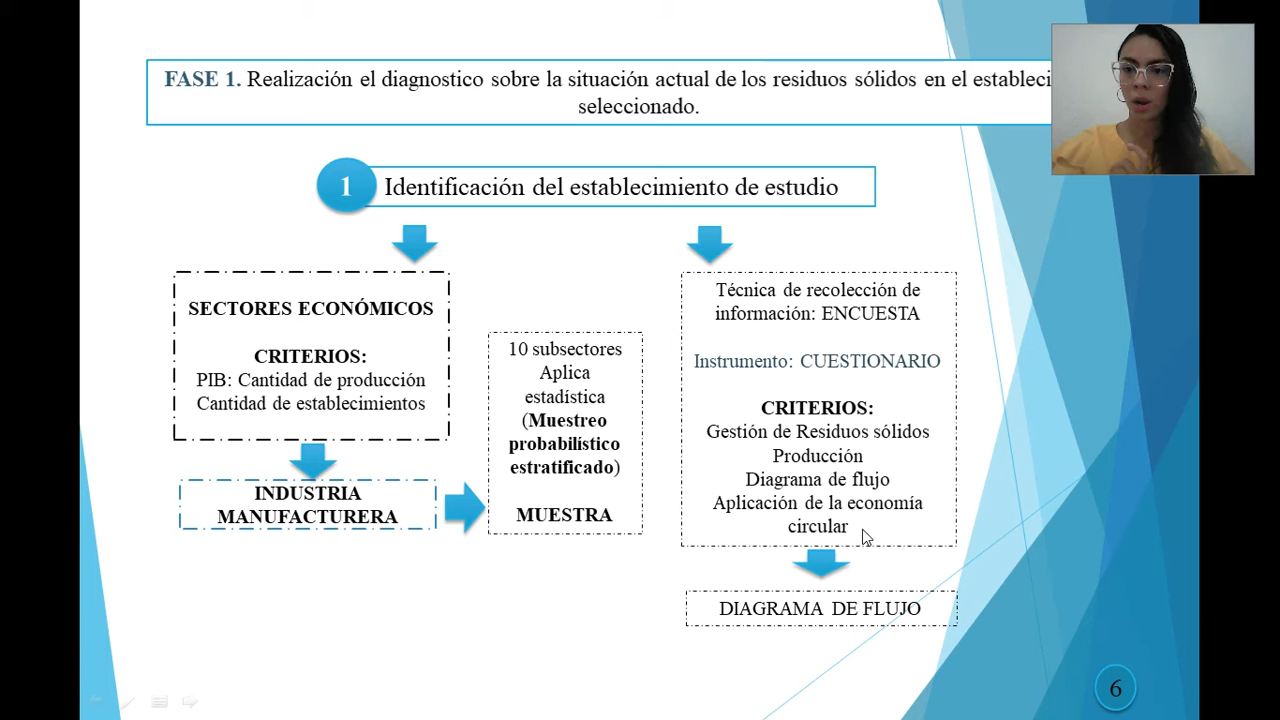 FASE 1. Realización el diagnostico sobre la situación actual de los residuos sólidos en el
seleccionado.
1
Identificación del establecimiento de estudio
SECTORES ECONÓMICOS
CRITERIOS:
PIB: Cantidad de producción
Cantidad de establecimientos
INDUSTRIA
MANUFACTURERA
10 subsectores
Aplica
estadística
(Muestreo
probabilístico
estratificado)
MUESTRA
Técnica de recolección de
información: ENCUESTA
Instrumento: CUESTIONARIO
CRITERIOS:
Gestión de Residuos sólidos
Producción
Diagrama de flujo
Aplicación de la economía
circular
DIAGRAMA DE FLUJO
6